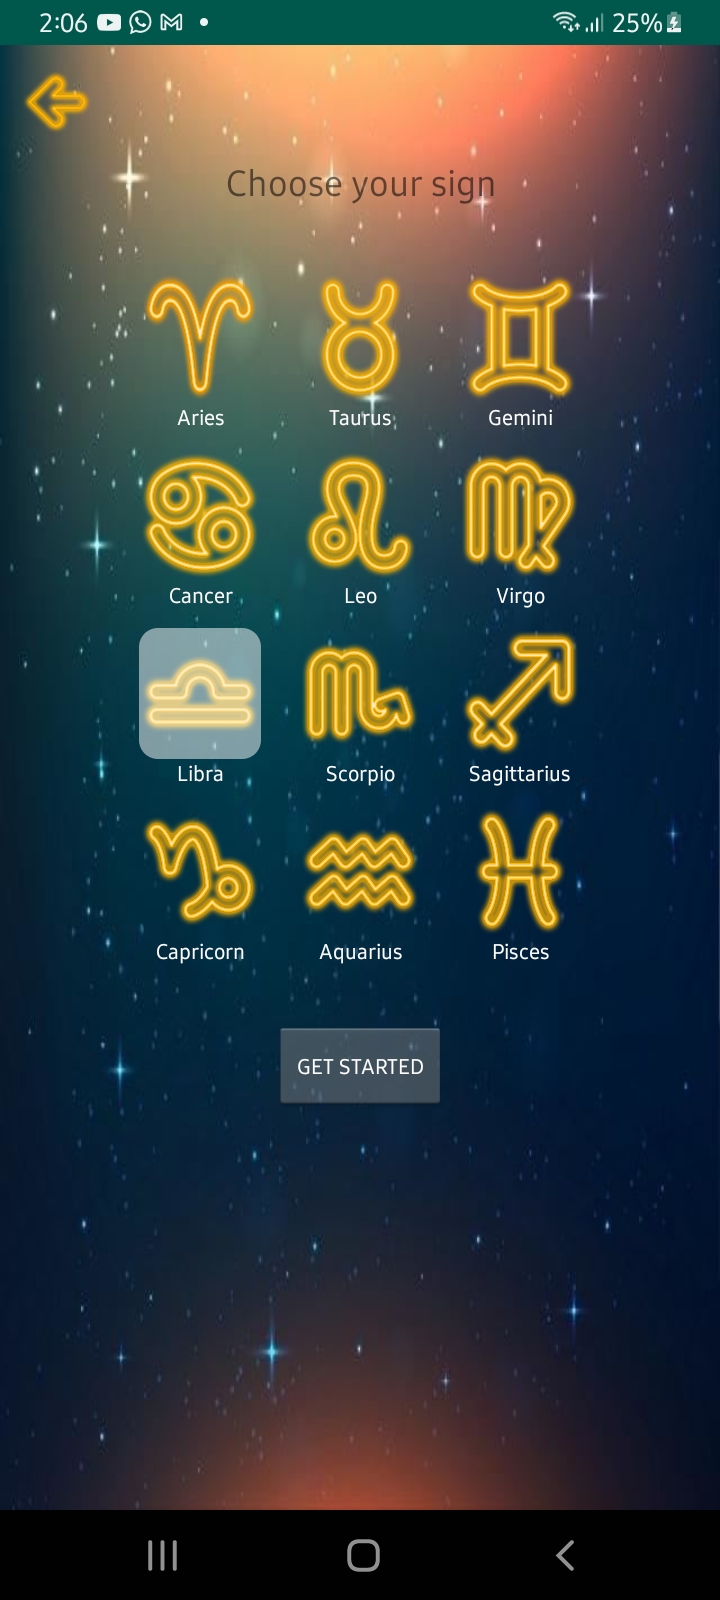 2:06 25%
Choose your sign
Aries Taurus Gemini
Cancer Leo Virgo
Libra Scorpio Sagittarius
Capricorn Aquarius Pisces
GET STARTED